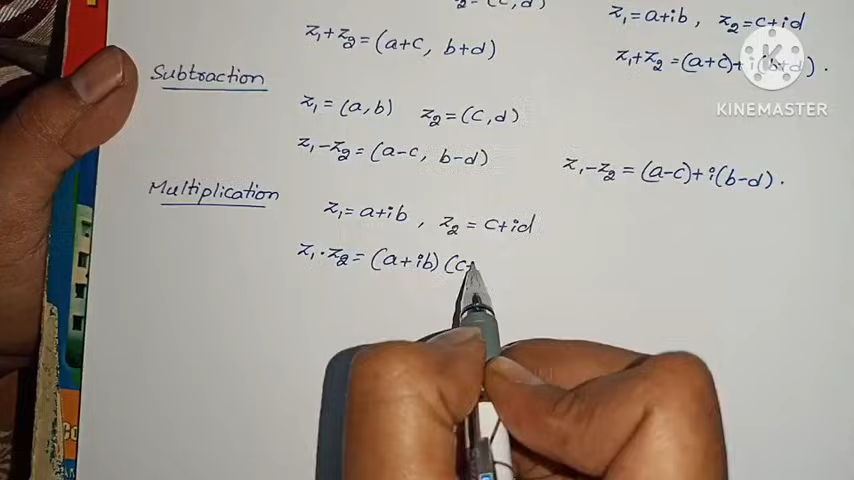 z₂ = (c, d)
z₁ = a+ib , z₂ = c+id
z₁+z₂ = (a+c, b+d)
z₁+z₂ = (a+c)+i(b+d).
Subtraction
z₁ = (a, b) z₂ = (c, d)
z₁-z₂ = (a-c, b-d)
z₁-z₂ = (a-c)+i(b-d).
Multiplication
z₁ = a+ib , z₂ = c+id
z₁·z₂ = (a+ib) (c+
KINEMASTER